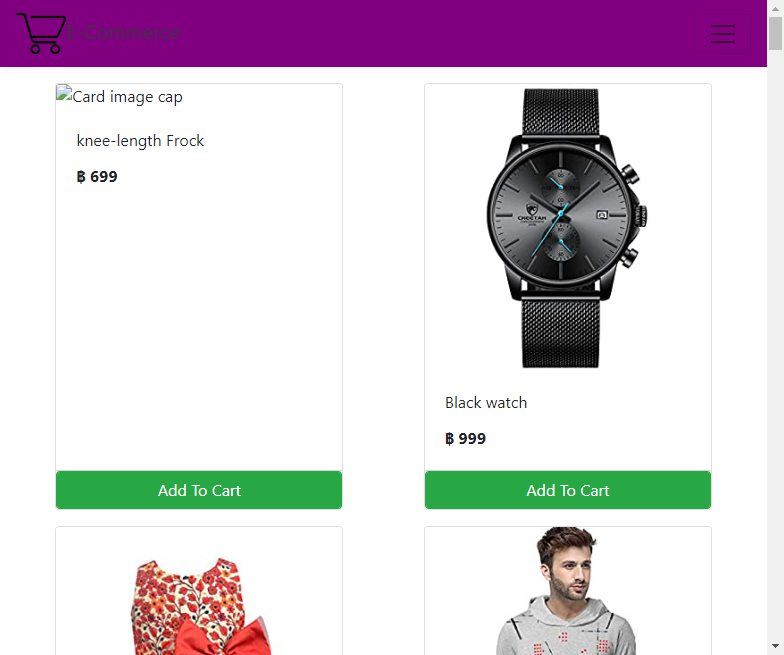 E-Commerce
Card image cap
knee-length Frock
฿ 699
Add To Cart
CHEETAH
Black watch
฿ 999
Add To Cart